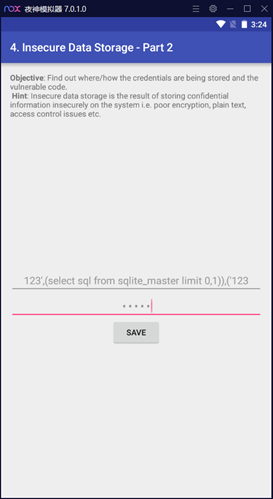 nox 夜神模拟器 7.0.1.0
3:24
4. Insecure Data Storage - Part 2
Objective: Find out where/how the credentials are being stored and the
vulnerable code.
Hint: Insecure data storage is the result of storing confidential
information insecurely on the system i.e. poor encryption, plain text,
access control issues etc.
123',(select sql from sqlite_master limit 0,1)),('123
•••••
SAVE